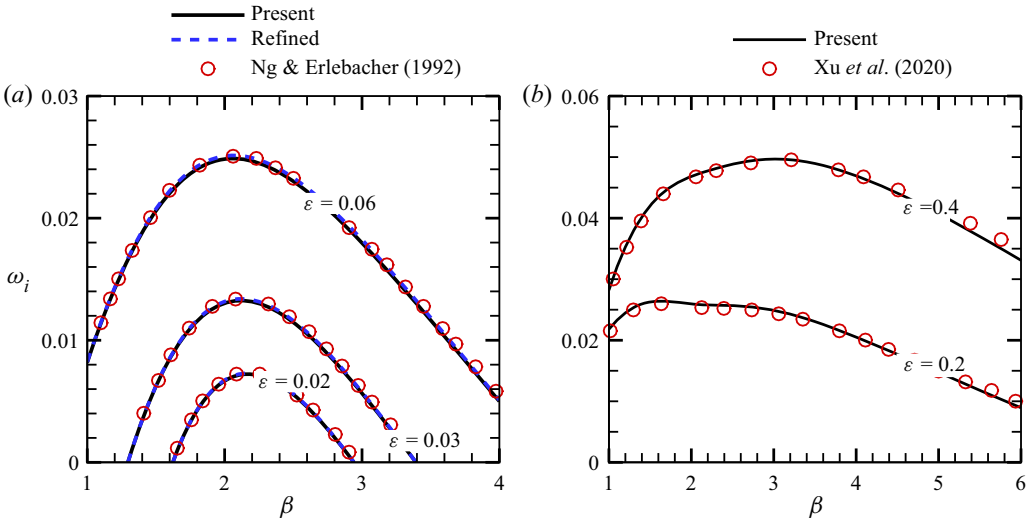 Present
Refined
Ng & Erlebacher (1992)
Present
Xu et al. (2020)
(a)
(b)
0.03
0.02
0.01
0
ω_i
ε = 0.06
ε = 0.02
ε = 0.03
1
2
3
4
β
0.06
0.04
0.02
0
ε =0.4
ε = 0.2
1
2
3
4
5
6
β